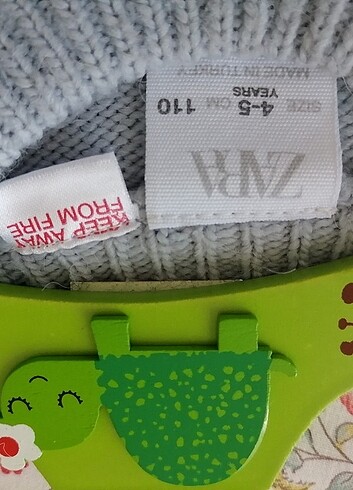 ZARA
SIZE 4-5 CM 110
YEARS
MADE IN TURKEY
KEEP AWAY
FROM FIRE